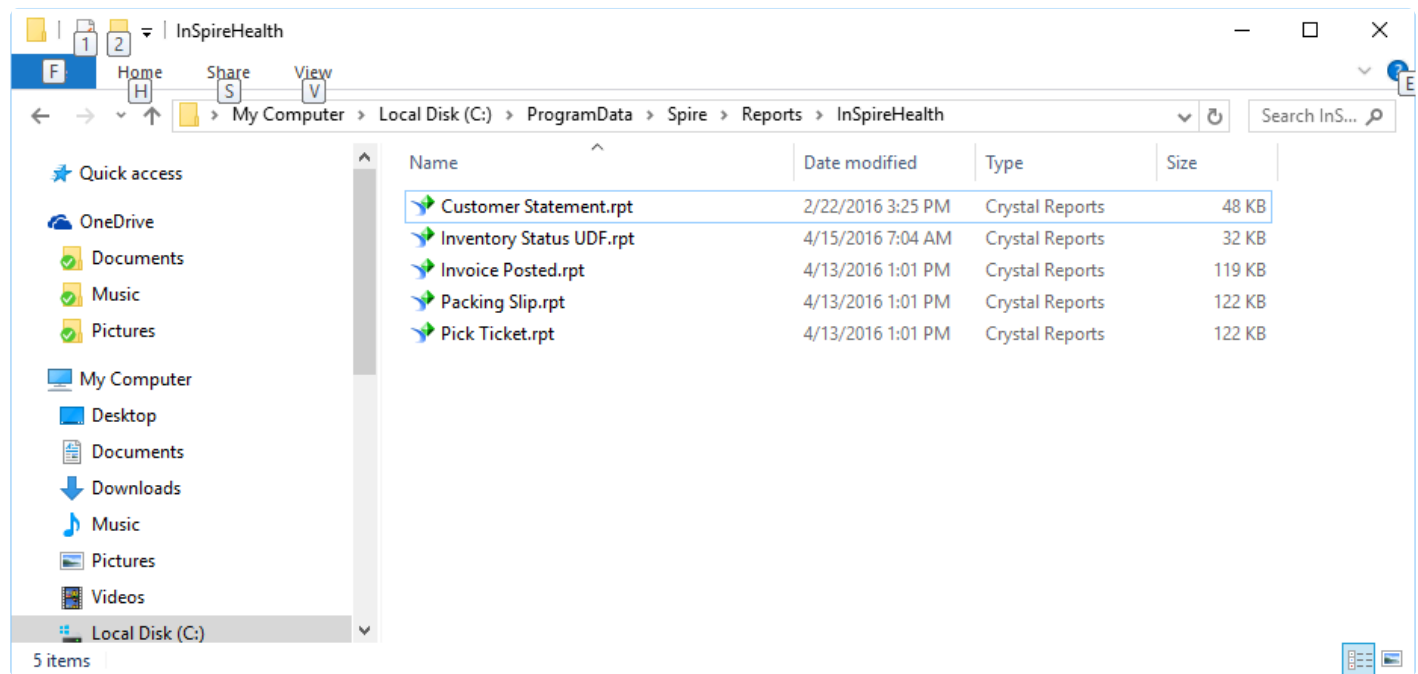 1 2 InSpireHealth
F Home Share View
H S V E
My Computer Local Disk (C:) ProgramData Spire Reports InSpireHealth Search InS...
Quick access
OneDrive
Documents
Music
Pictures
My Computer
Desktop
Documents
Downloads
Music
Pictures
Videos
Local Disk (C:)
Name Date modified Type Size
Customer Statement.rpt 2/22/2016 3:25 PM Crystal Reports 48 KB
Inventory Status UDF.rpt 4/15/2016 7:04 AM Crystal Reports 32 KB
Invoice Posted.rpt 4/13/2016 1:01 PM Crystal Reports 119 KB
Packing Slip.rpt 4/13/2016 1:01 PM Crystal Reports 122 KB
Pick Ticket.rpt 4/13/2016 1:01 PM Crystal Reports 122 KB
5 items